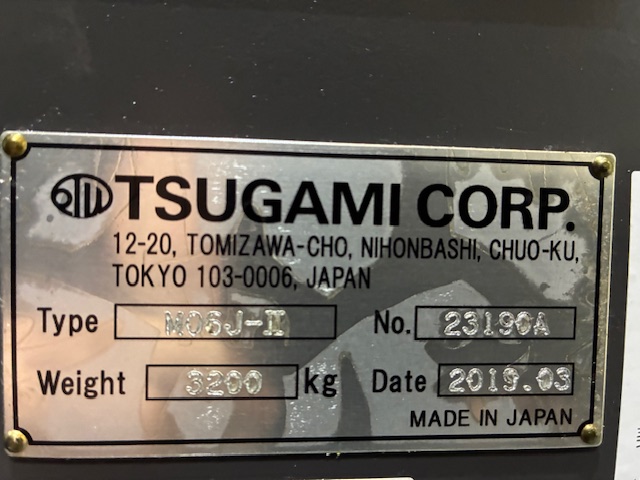 TSUGAMI CORP.
12-20, TOMIZAWA-CHO, NIHONBASHI, CHUO-KU,
TOKYO 103-0006, JAPAN
Type M06J-II No. 23190A
Weight 3200 kg Date 2019.03
MADE IN JAPAN